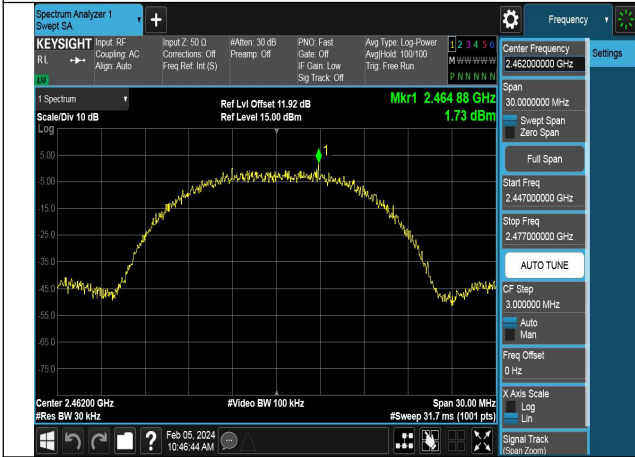 Spectrum Analyzer 1
Swept SA
Frequency
KEYSIGHT
RL
Input: RF
Coupling: AC
Align: Auto
Input Z: 50 Ω
Corrections: Off
Freq Ref: Int (S)
#Atten: 30 dB
Preamp: Off
PNO: Fast
Gate: Off
IF Gain: Low
Sig Track: Off
Avg Type: Log-Power
Avg|Hold: 100/100
Trig: Free Run
1 2 3 4 5 6
M W W W W W
P N N N N N
Center Frequency
2.462000000 GHz
Settings
Span
30.0000000 MHz
Swept Span
Zero Span
Full Span
Start Freq
2.447000000 GHz
Stop Freq
2.477000000 GHz
AUTO TUNE
CF Step
3.000000 MHz
Auto
Man
Freq Offset
0 Hz
X Axis Scale
Log
Lin
Signal Track
(Span Zoom)
1 Spectrum
Scale/Div 10 dB
Ref Lvl Offset 11.92 dB
Ref Level 15.00 dBm
Mkr1 2.464 88 GHz
1.73 dBm
Log
1
5.00
-5.00
-15.0
-25.0
-35.0
-45.0
-55.0
-65.0
-75.0
Center 2.46200 GHz
#Video BW 100 kHz
Span 30.00 MHz
#Res BW 30 kHz
#Sweep 31.7 ms (1001 pts)
?
Feb 05, 2024
10:46:44 AM